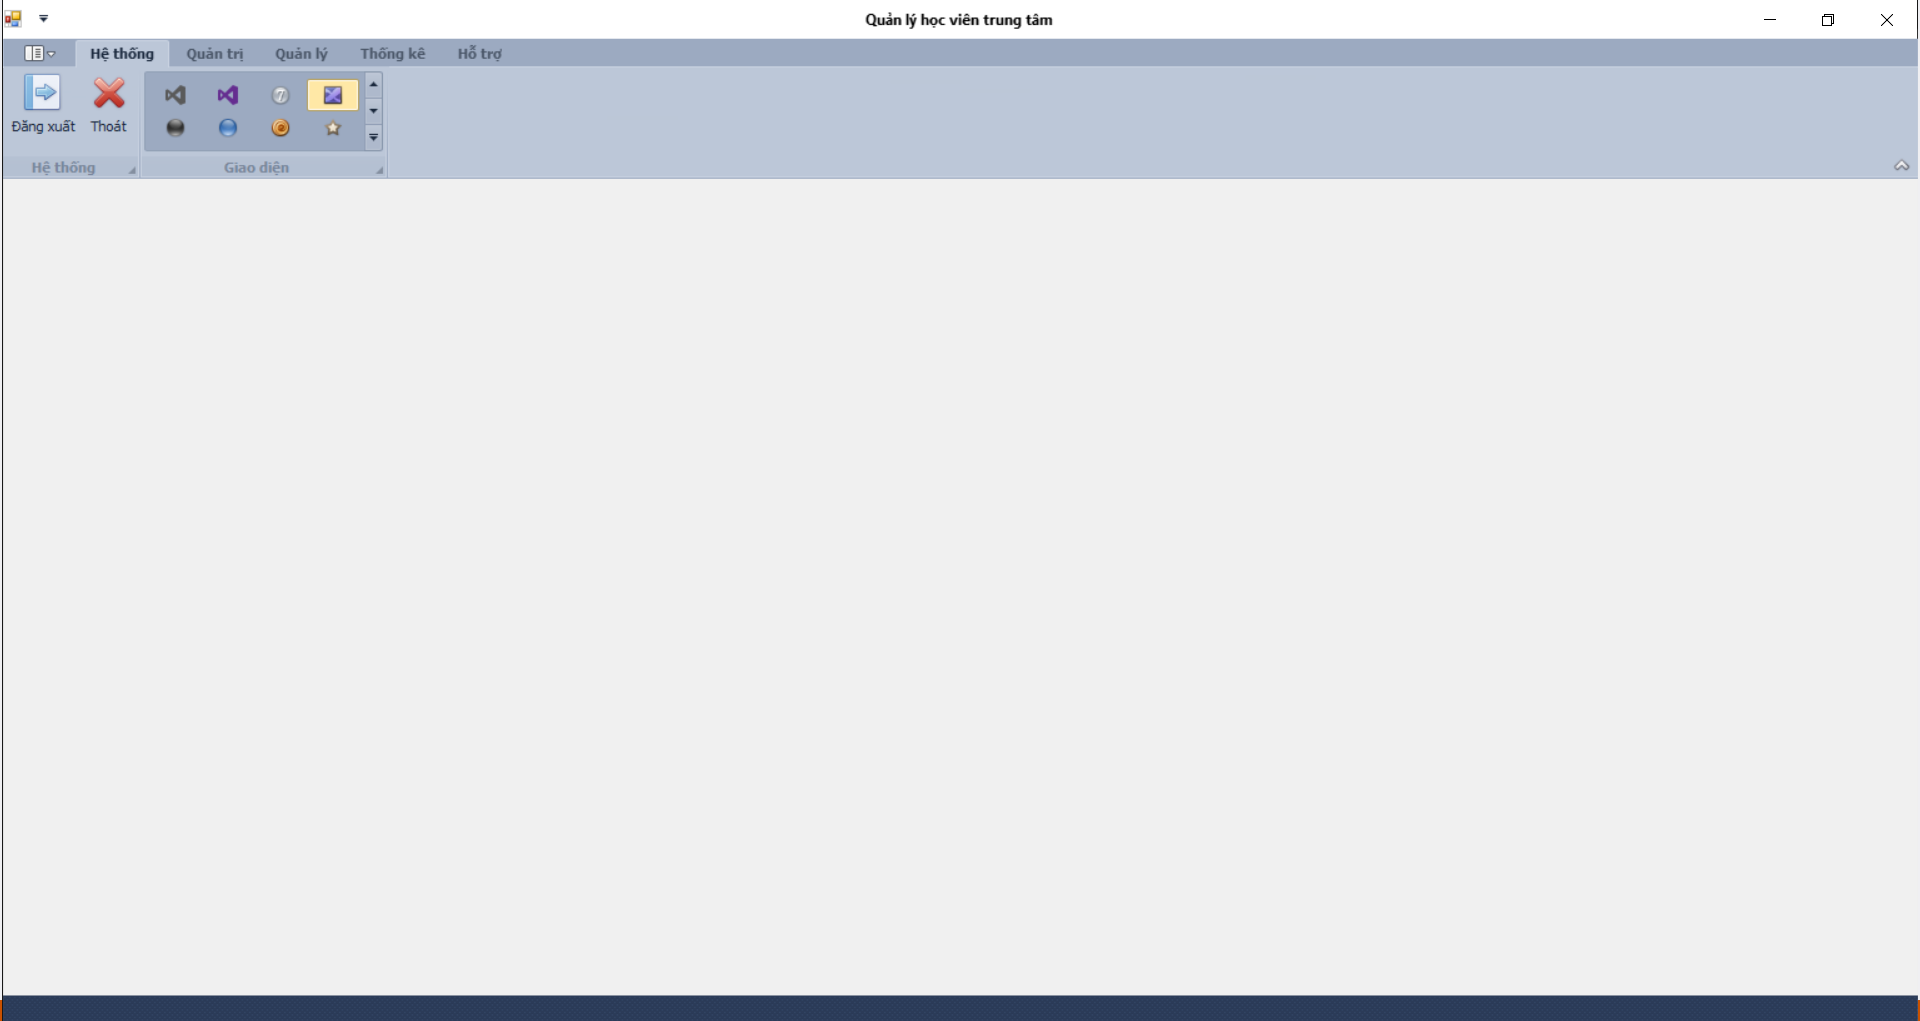 Quản lý học viên trung tâm
Hệ thống Quản trị Quản lý Thống kê Hỗ trợ
Đăng xuất Thoát
Hệ thống Giao diện